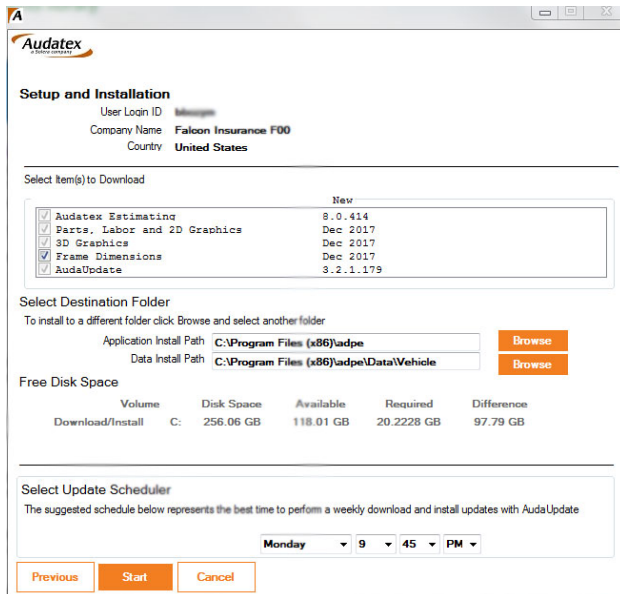 A
Audatex
a Solera company
Setup and Installation
User Login ID
Company Name Falcon Insurance F00
Country United States
Select Item(s) to Download
New
Audatex Estimating 8.0.414
Parts, Labor and 2D Graphics Dec 2017
3D Graphics Dec 2017
Frame Dimensions Dec 2017
AudaUpdate 3.2.1.179
Select Destination Folder
To install to a different folder click Browse and select another folder
Application Install Path C:\Program Files (x86)\adpe Browse
Data Install Path C:\Program Files (x86)\adpe\Data\Vehicle Browse
Free Disk Space
Volume Disk Space Available Required Difference
Download/Install C: 256.06 GB 118.01 GB 20.2228 GB 97.79 GB
Select Update Scheduler
The suggested schedule below represents the best time to perform a weekly download and install updates with AudaUpdate
Monday 9 45 PM
Previous Start Cancel